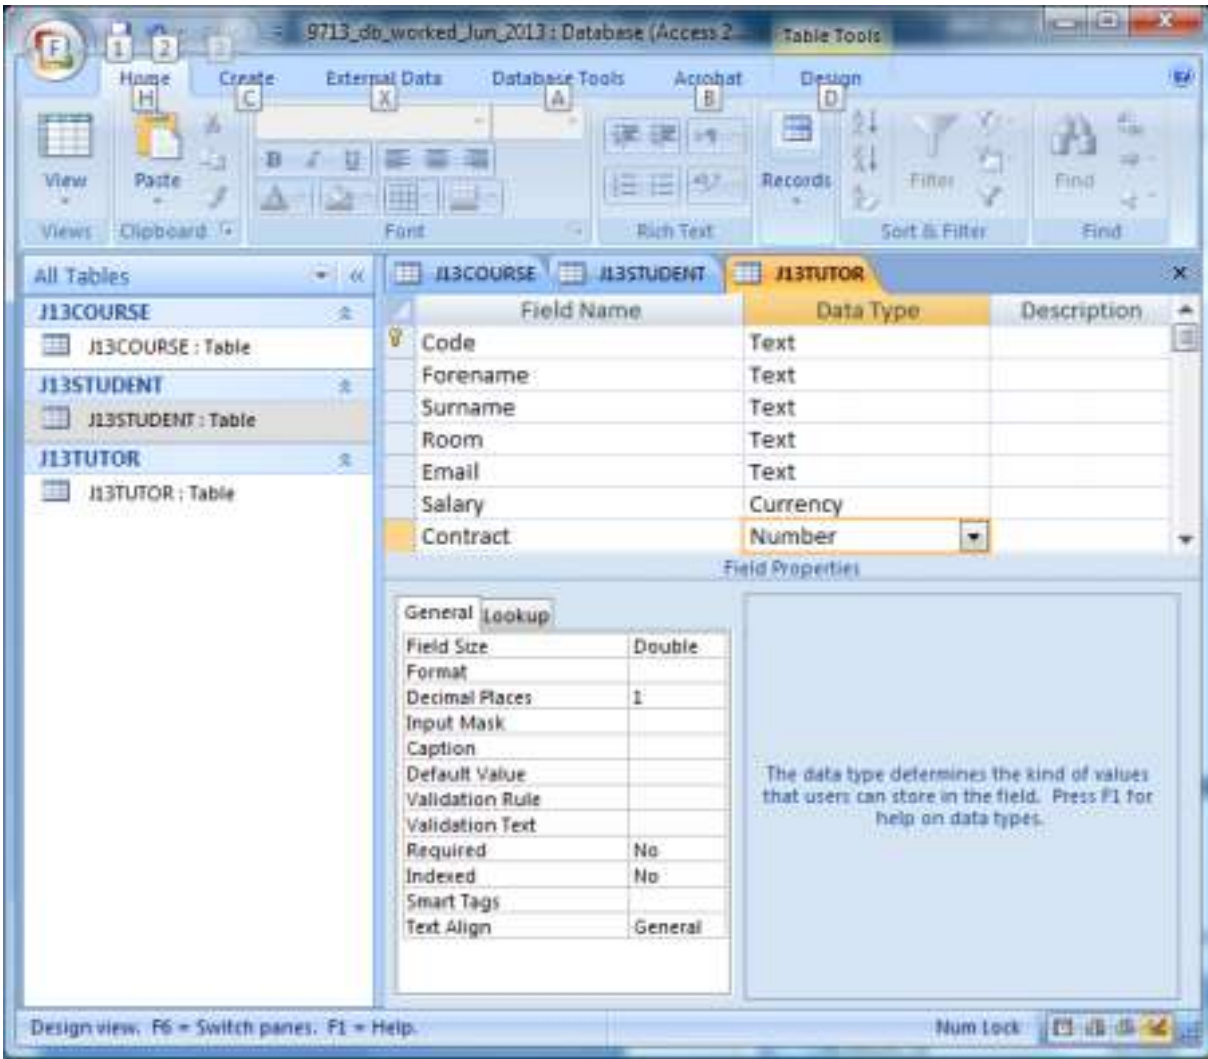 9713_db_worked_Jun_2013 : Database (Access 2 Table Tools
F 1 2
Home Create External Data Database Tools Acrobat Design
H C X A B D
View Paste B I U A Records Filter Find
Views Clipboard Font Rich Text Sort & Filter Find
All Tables
J13COURSE J13STUDENT J13TUTOR
J13COURSE
J13COURSE : Table
J13STUDENT
J13STUDENT : Table
J13TUTOR
J13TUTOR : Table
Field Name Data Type Description
Code Text
Forename Text
Surname Text
Room Text
Email Text
Salary Currency
Contract Number
Field Properties
General Lookup
Field Size Double
Format
Decimal Places 1
Input Mask
Caption
Default Value
Validation Rule
Validation Text
Required No
Indexed No
Smart Tags
Text Align General
The data type determines the kind of values
that users can store in the field. Press F1 for
help on data types.
Design view. F6 = Switch panes. F1 = Help.
Num Lock